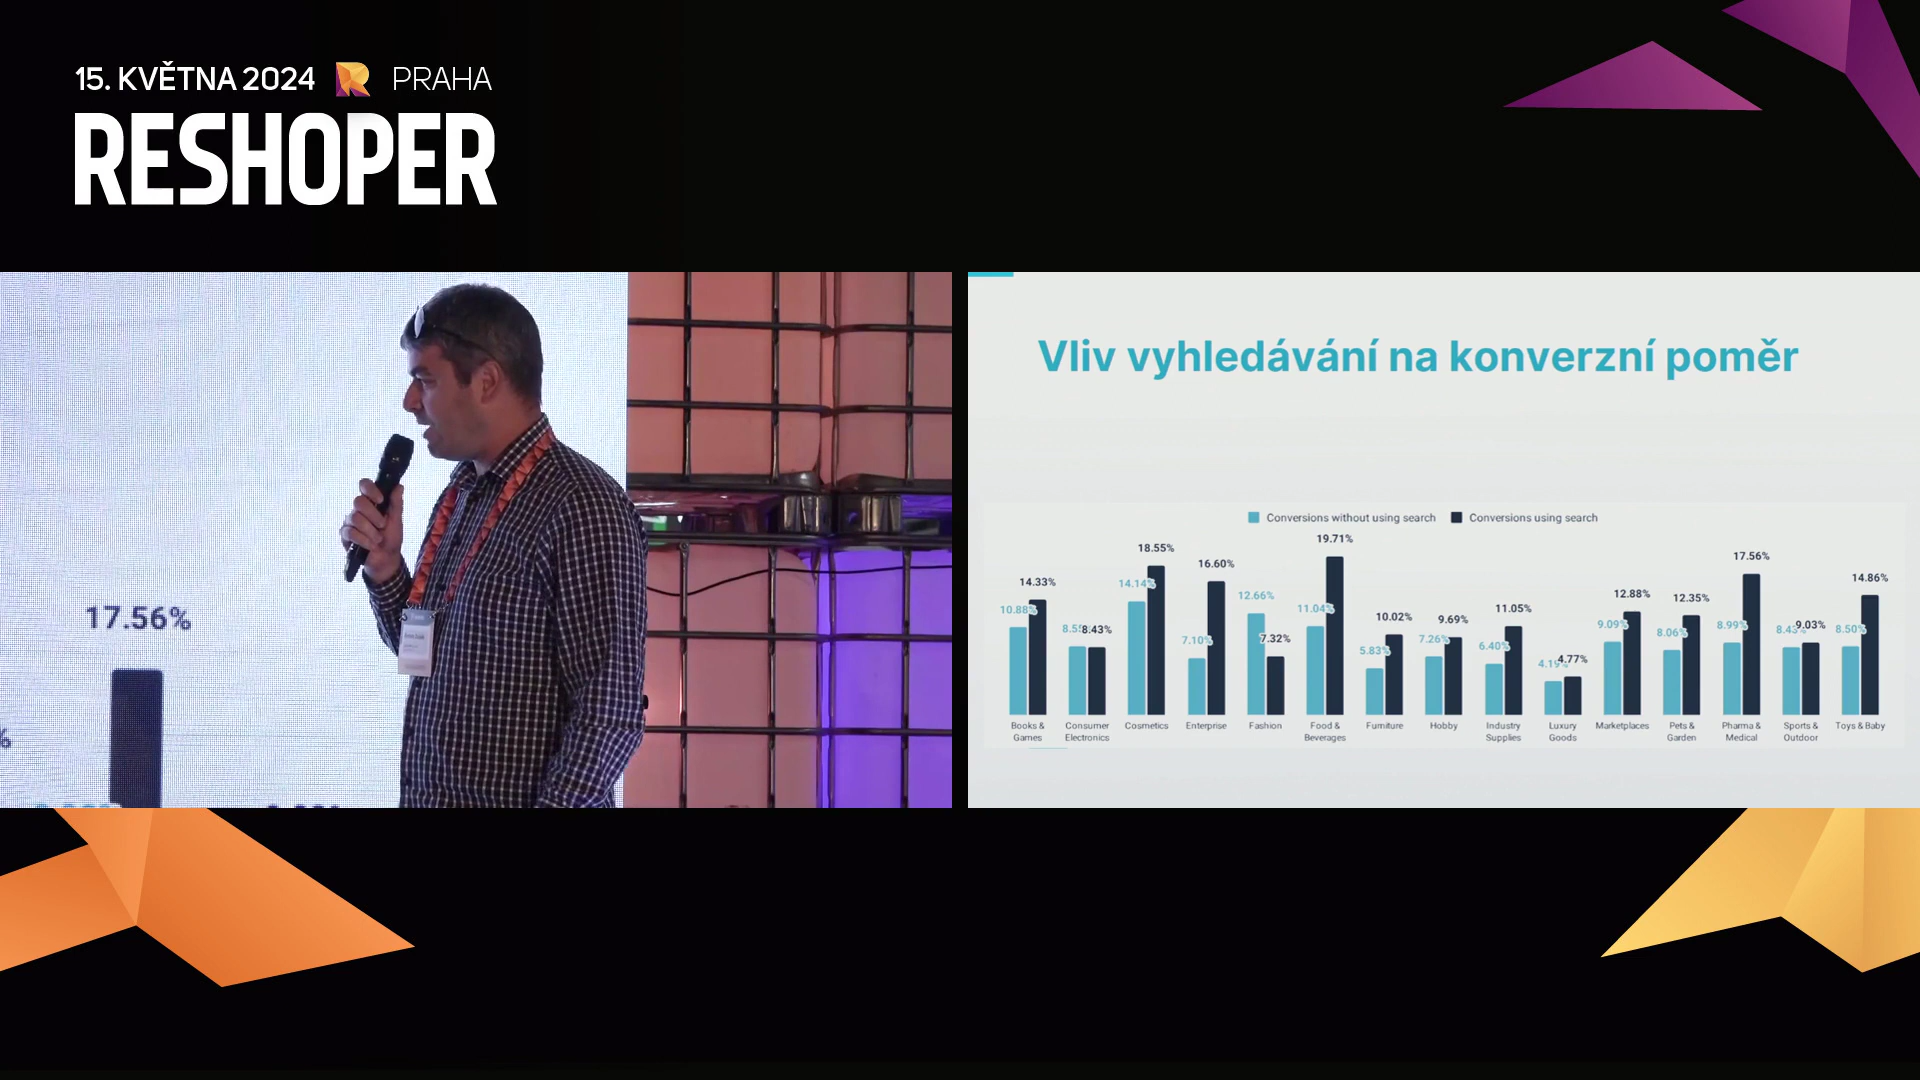 15. KVĚTNA 2024 PRAHA
RESHOPER
17.56%
Vliv vyhledávání na konverzní poměr
Conversions without using search Conversions using search
10.88% 14.33%
8.43%
14.14% 18.55%
7.10% 16.60%
12.66% 7.32%
11.04% 19.71%
5.83% 10.02%
7.26% 9.69%
6.40% 11.05%
4.77%
9.09% 12.88%
8.06% 12.35%
8.99% 17.56%
8.43% 9.03%
8.50% 14.86%
Books & Games
Consumer Electronics
Cosmetics
Enterprise
Fashion
Food & Beverages
Furniture
Hobby
Industry Supplies
Luxury Goods
Marketplaces
Pets & Garden
Pharma & Medical
Sports & Outdoor
Toys & Baby